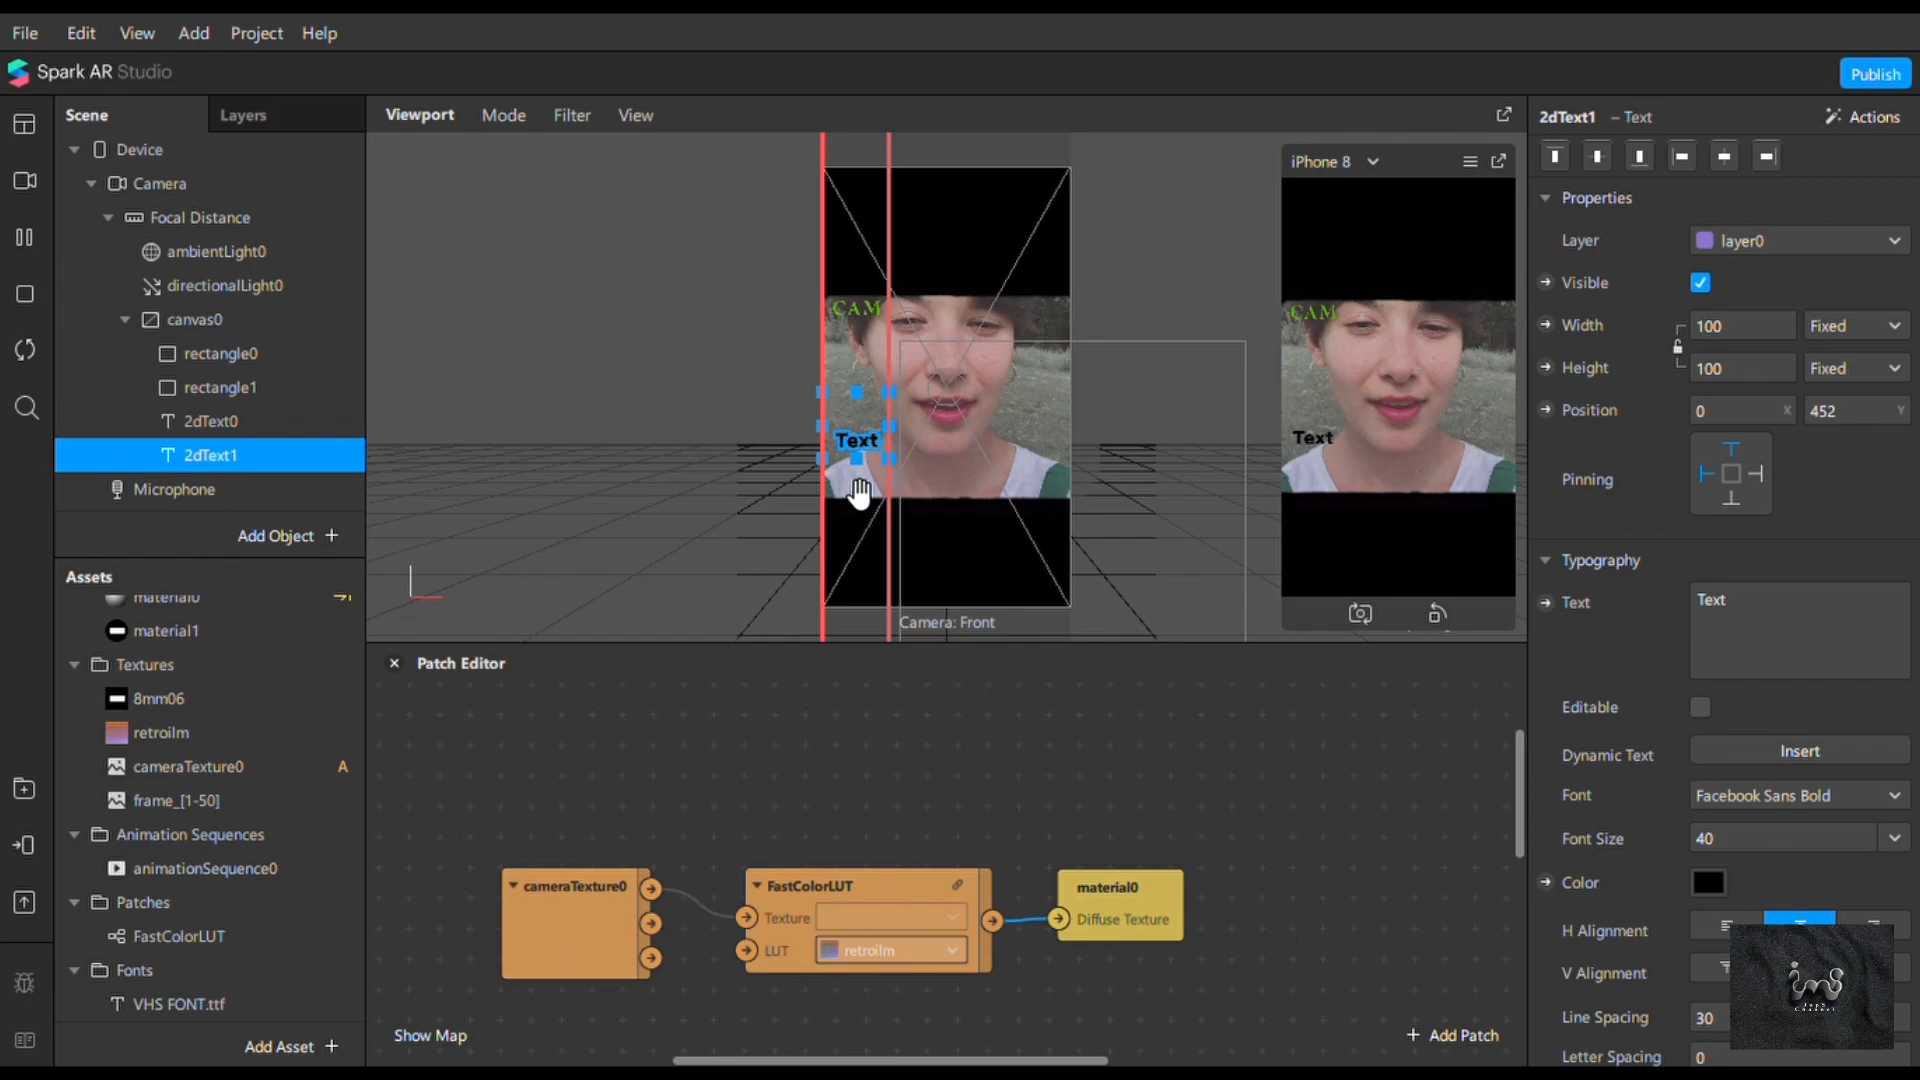 File Edit View Add Project Help
Spark AR Studio
Publish
Scene
Layers
Viewport Mode Filter View
2dText1 – Text
Actions
Device
Camera
Focal Distance
ambientLight0
directionalLight0
canvas0
rectangle0
rectangle1
2dText0
2dText1
Microphone
Add Object +
CAM
Text
Camera: Front
iPhone 8
CAM
Text
Properties
Layer layer0
Visible
Width 100 Fixed
Height 100 Fixed
Position 0 X 452 Y
Pinning
Typography
Text Text
Editable
Dynamic Text Insert
Font Facebook Sans Bold
Font Size 40
Color
H Alignment
V Alignment
Line Spacing 30
Letter Spacing 0
Assets
material0
material1
Textures
8mm06
retroilm
cameraTexture0 A
frame_[1-50]
Animation Sequences
animationSequence0
Patches
FastColorLUT
Fonts
VHS FONT.ttf
Add Asset +
Patch Editor
cameraTexture0
FastColorLUT
Texture
LUT retroilm
material0
Diffuse Texture
Show Map
+ Add Patch